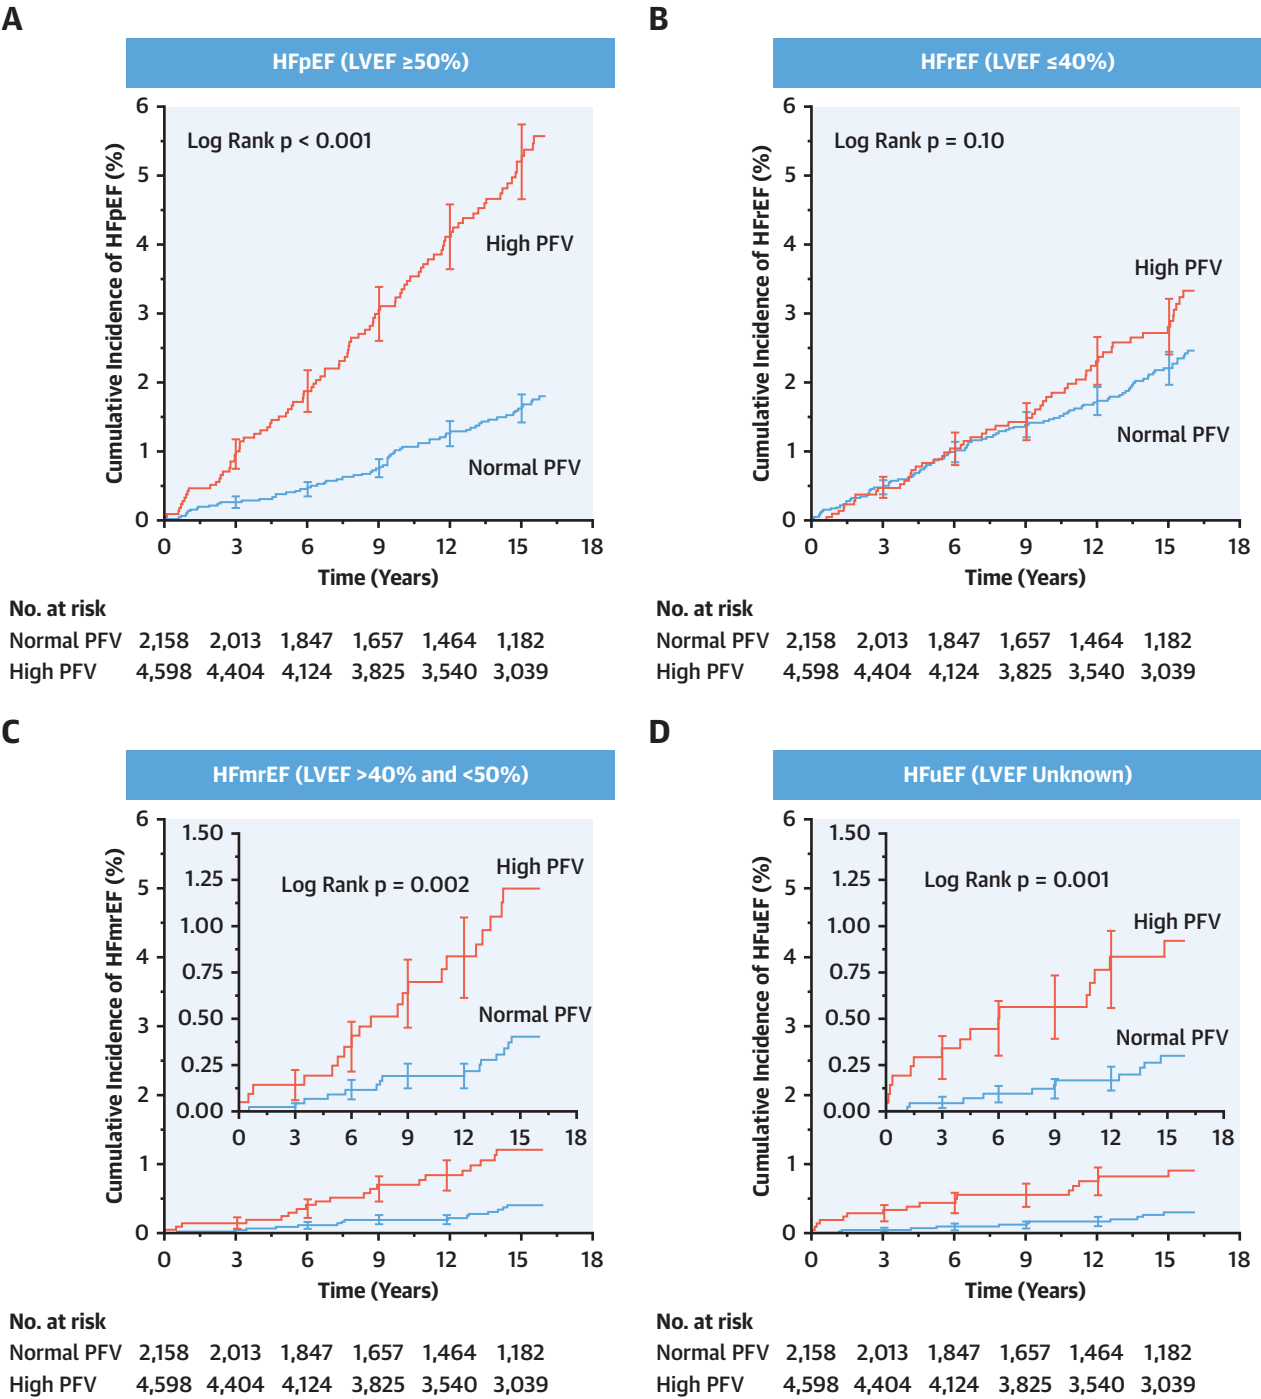 A
HFpEF (LVEF ≥50%)
Cumulative Incidence of HFpEF (%)
6
5
4
3
2
1
0
Log Rank p < 0.001
High PFV
Normal PFV
0 3 6 9 12 15 18
Time (Years)
No. at risk
Normal PFV 2,158 2,013 1,847 1,657 1,464 1,182
High PFV 4,598 4,404 4,124 3,825 3,540 3,039
B
HFrEF (LVEF ≤40%)
Cumulative Incidence of HFrEF (%)
6
5
4
3
2
1
0
Log Rank p = 0.10
High PFV
Normal PFV
0 3 6 9 12 15 18
Time (Years)
No. at risk
Normal PFV 2,158 2,013 1,847 1,657 1,464 1,182
High PFV 4,598 4,404 4,124 3,825 3,540 3,039
C
HFmrEF (LVEF >40% and <50%)
Cumulative Incidence of HFmrEF (%)
6
5
4
3
2
1
0
1.50
1.25
1.00
0.75
0.50
0.25
0.00
Log Rank p = 0.002
High PFV
Normal PFV
0 3 6 9 12 15 18
0 3 6 9 12 15 18
Time (Years)
No. at risk
Normal PFV 2,158 2,013 1,847 1,657 1,464 1,182
High PFV 4,598 4,404 4,124 3,825 3,540 3,039
D
HFuEF (LVEF Unknown)
Cumulative Incidence of HFuEF (%)
6
5
4
3
2
1
0
1.50
1.25
1.00
0.75
0.50
0.25
0.00
Log Rank p = 0.001
High PFV
Normal PFV
0 3 6 9 12 15 18
0 3 6 9 12 15 18
Time (Years)
No. at risk
Normal PFV 2,158 2,013 1,847 1,657 1,464 1,182
High PFV 4,598 4,404 4,124 3,825 3,540 3,039